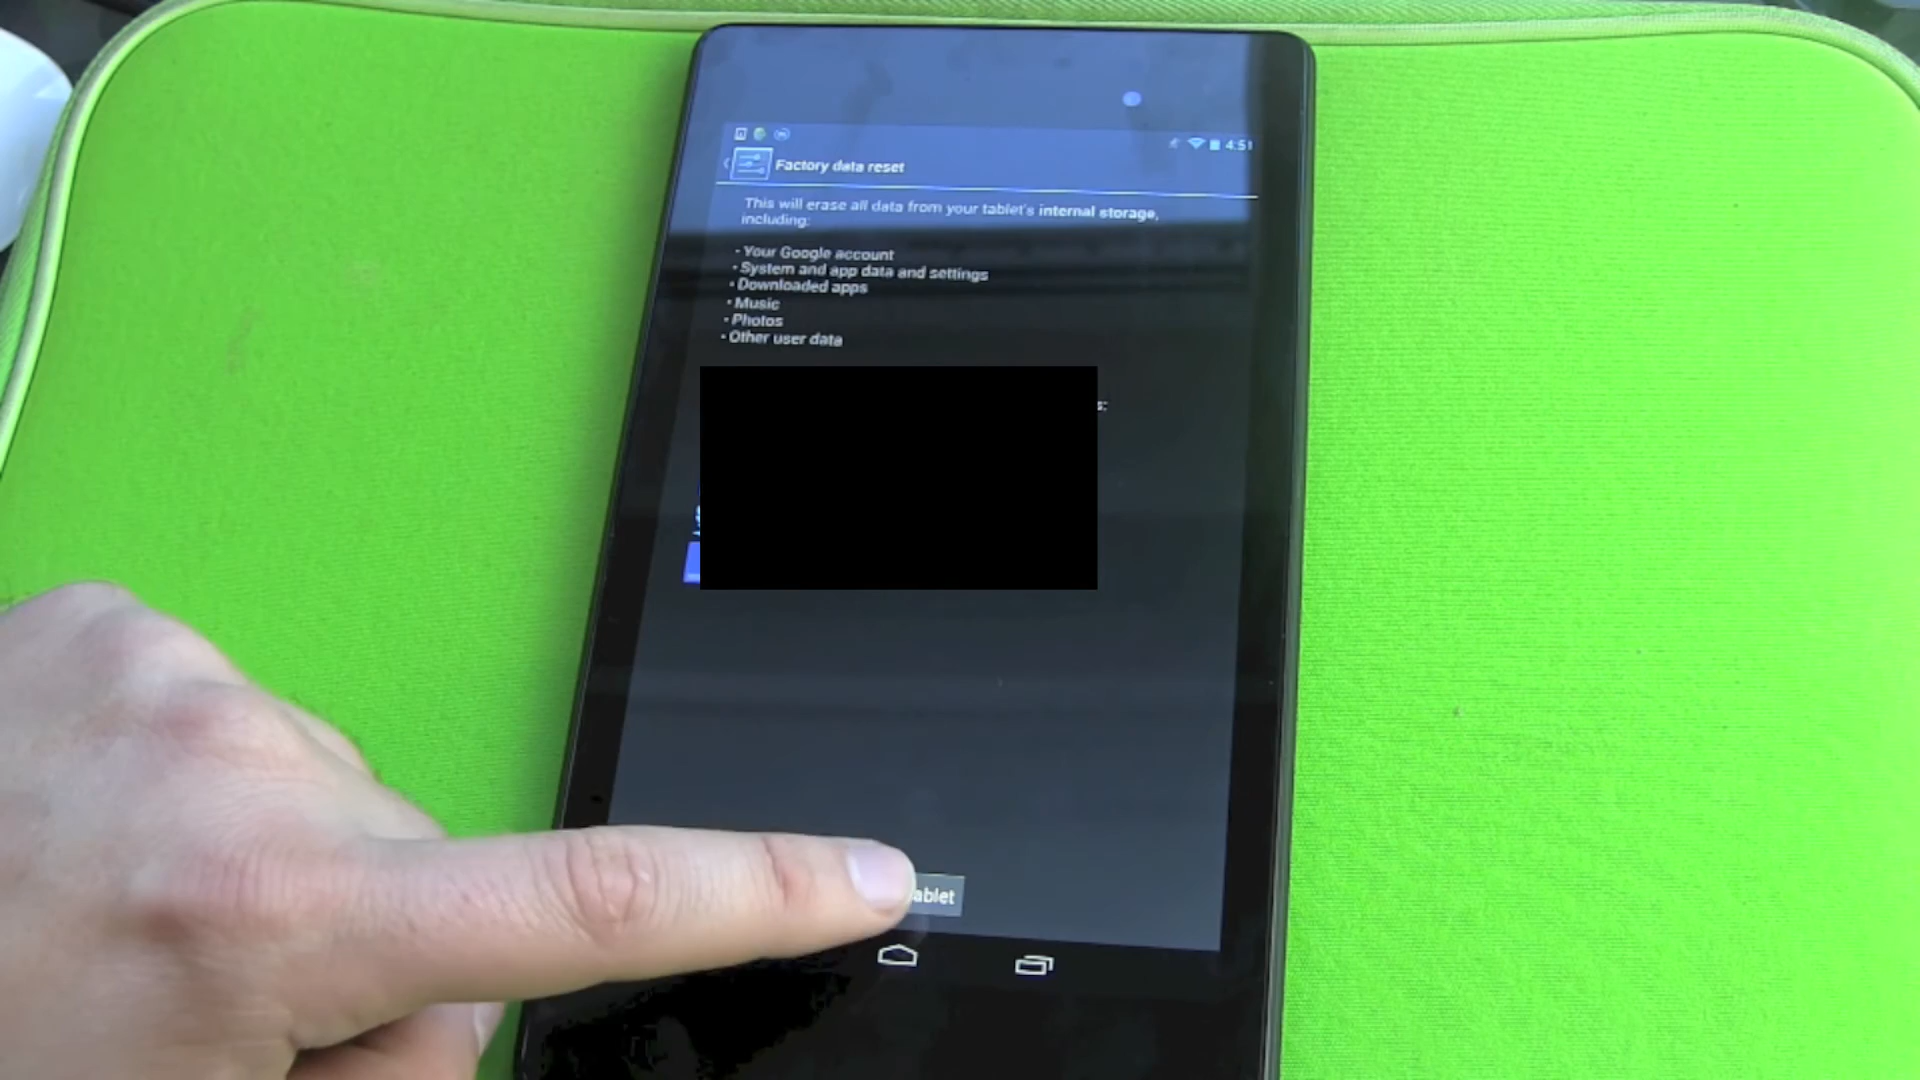 4:51
Factory data reset
This will erase all data from your tablet's internal storage,
including:
• Your Google account
• System and app data and settings
• Downloaded apps
• Music
• Photos
• Other user data